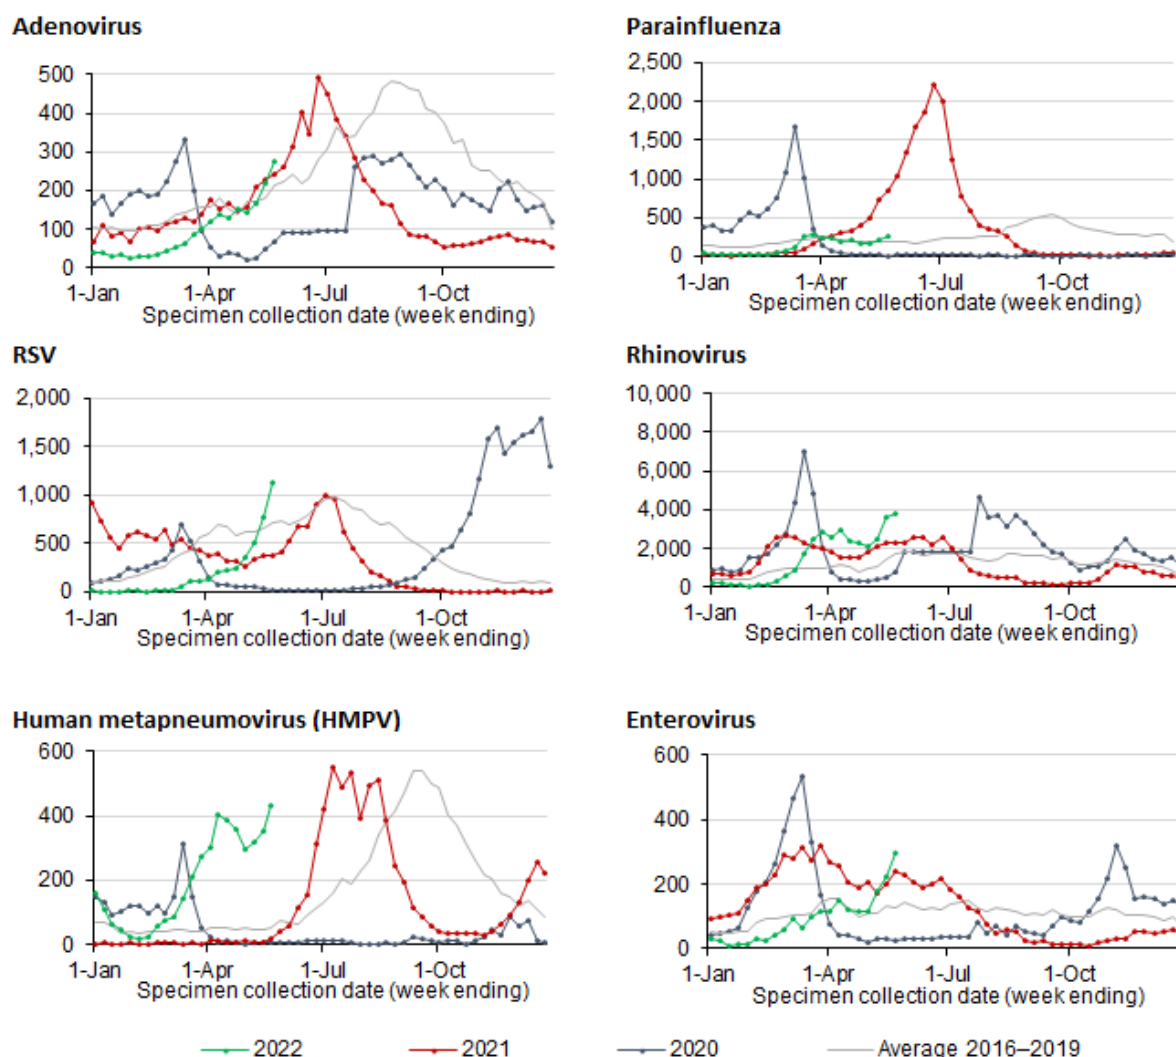 Adenovirus
500
400
300
200
100
0
1-Jan 1-Apr 1-Jul 1-Oct
Specimen collection date (week ending)
Parainfluenza
2,500
2,000
1,500
1,000
500
0
1-Jan 1-Apr 1-Jul 1-Oct
Specimen collection date (week ending)
RSV
2,000
1,500
1,000
500
0
1-Jan 1-Apr 1-Jul 1-Oct
Specimen collection date (week ending)
Rhinovirus
10,000
8,000
6,000
4,000
2,000
0
1-Jan 1-Apr 1-Jul 1-Oct
Specimen collection date (week ending)
Human metapneumovirus (HMPV)
600
400
200
0
1-Jan 1-Apr 1-Jul 1-Oct
Specimen collection date (week ending)
Enterovirus
600
400
200
0
1-Jan 1-Apr 1-Jul 1-Oct
Specimen collection date (week ending)
2022 2021 2020 Average 2016–2019